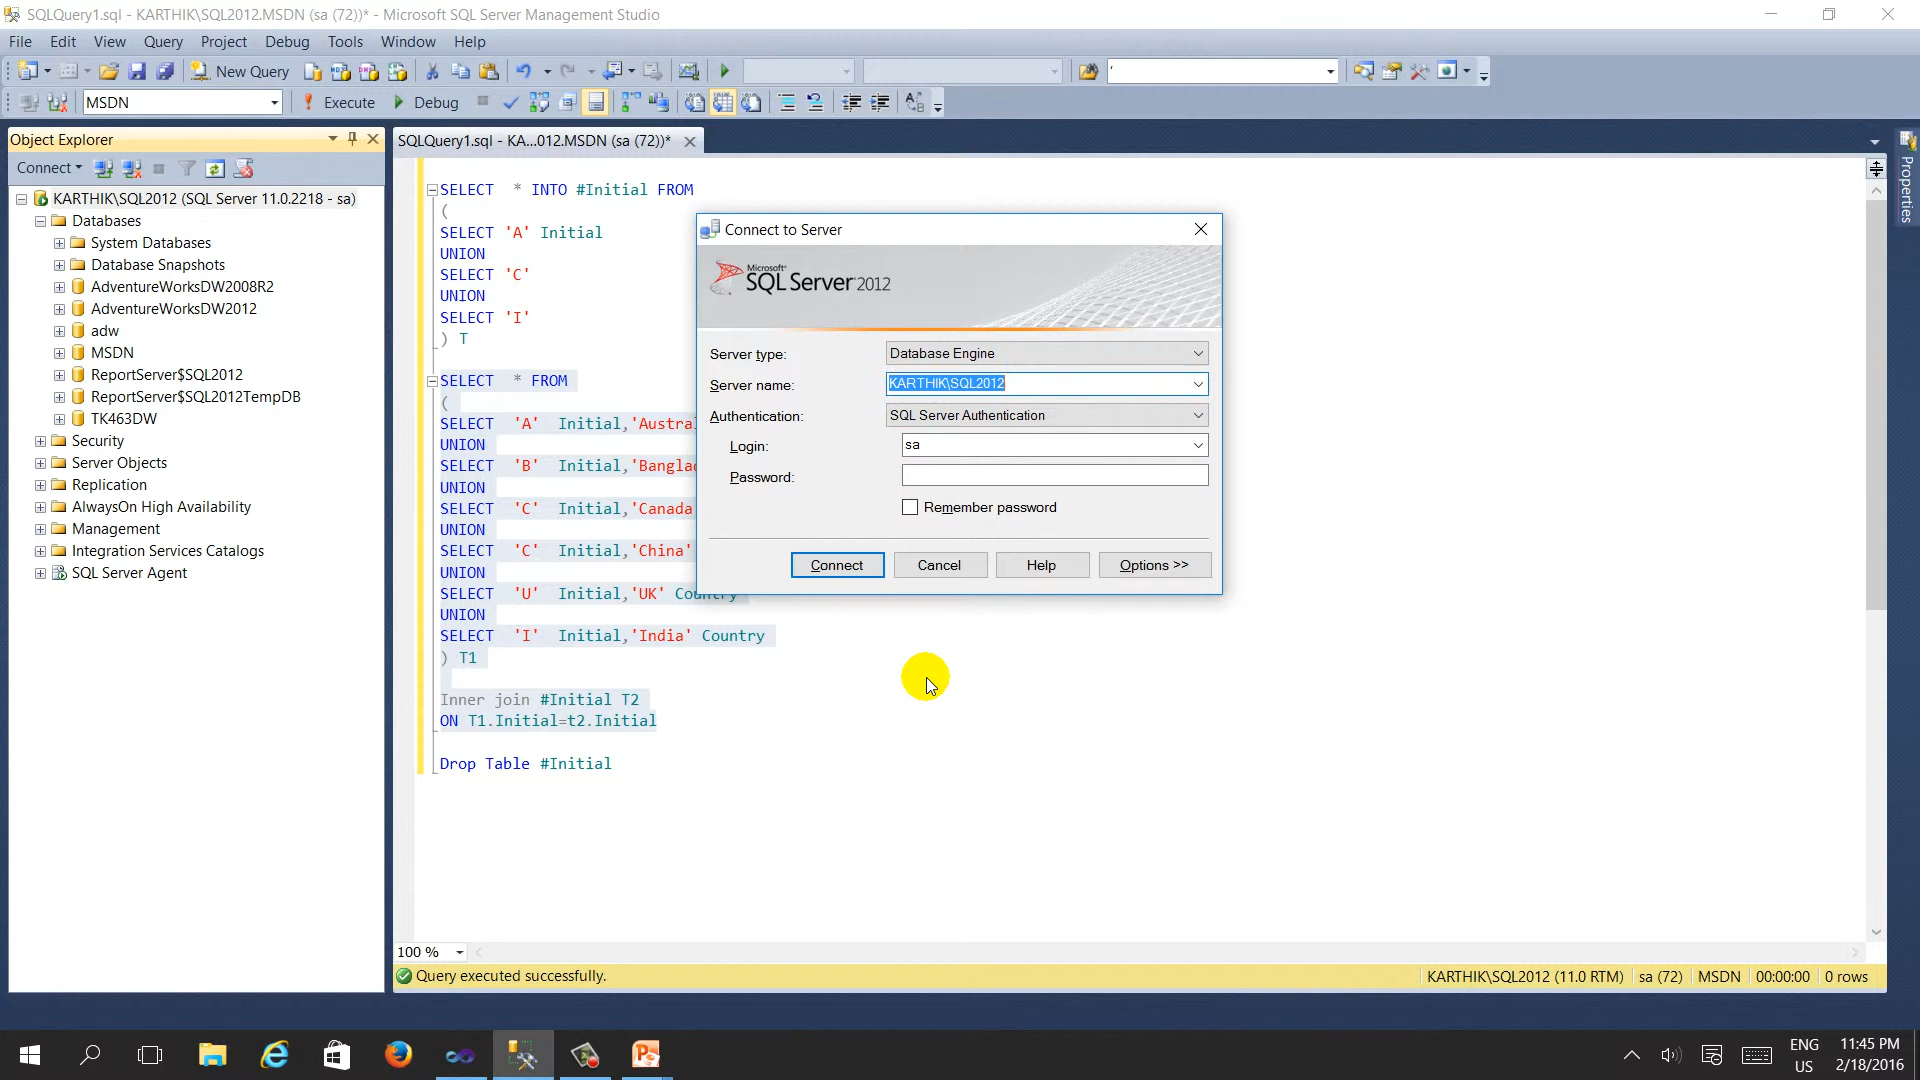 SQLQuery1.sql - KARTHIK\SQL2012.MSDN (sa (72))* - Microsoft SQL Server Management Studio
File Edit View Query Project Debug Tools Window Help
New Query '
MSDN Execute Debug
Object Explorer
Connect
KARTHIK\SQL2012 (SQL Server 11.0.2218 - sa)
Databases
System Databases
Database Snapshots
AdventureWorksDW2008R2
AdventureWorksDW2012
adw
MSDN
ReportServer$SQL2012
ReportServer$SQL2012TempDB
TK463DW
Security
Server Objects
Replication
AlwaysOn High Availability
Management
Integration Services Catalogs
SQL Server Agent
SQLQuery1.sql - KA...012.MSDN (sa (72))*
SELECT * INTO #Initial FROM
(
SELECT 'A' Initial
UNION
SELECT 'C'
UNION
SELECT 'I'
) T
SELECT * FROM
(
SELECT 'A' Initial,'Austral
UNION
SELECT 'B' Initial,'Banglad
UNION
SELECT 'C' Initial,'Canada
UNION
SELECT 'C' Initial,'China'
UNION
SELECT 'U' Initial,'UK' Country
UNION
SELECT 'I' Initial,'India' Country
) T1
Inner join #Initial T2
ON T1.Initial=t2.Initial
Drop Table #Initial
Connect to Server
Microsoft
SQL Server 2012
Server type: Database Engine
Server name: KARTHIK\SQL2012
Authentication: SQL Server Authentication
Login: sa
Password:
Remember password
Connect Cancel Help Options >>
Properties
100 %
Query executed successfully. KARTHIK\SQL2012 (11.0 RTM) sa (72) MSDN 00:00:00 0 rows
ENG 11:45 PM
US 2/18/2016